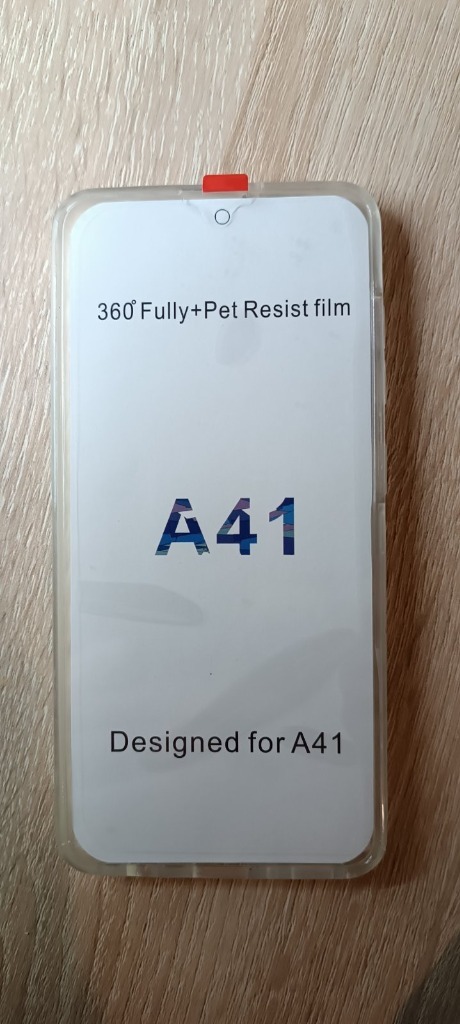 360° Fully+Pet Resist film
A41
Designed for A41